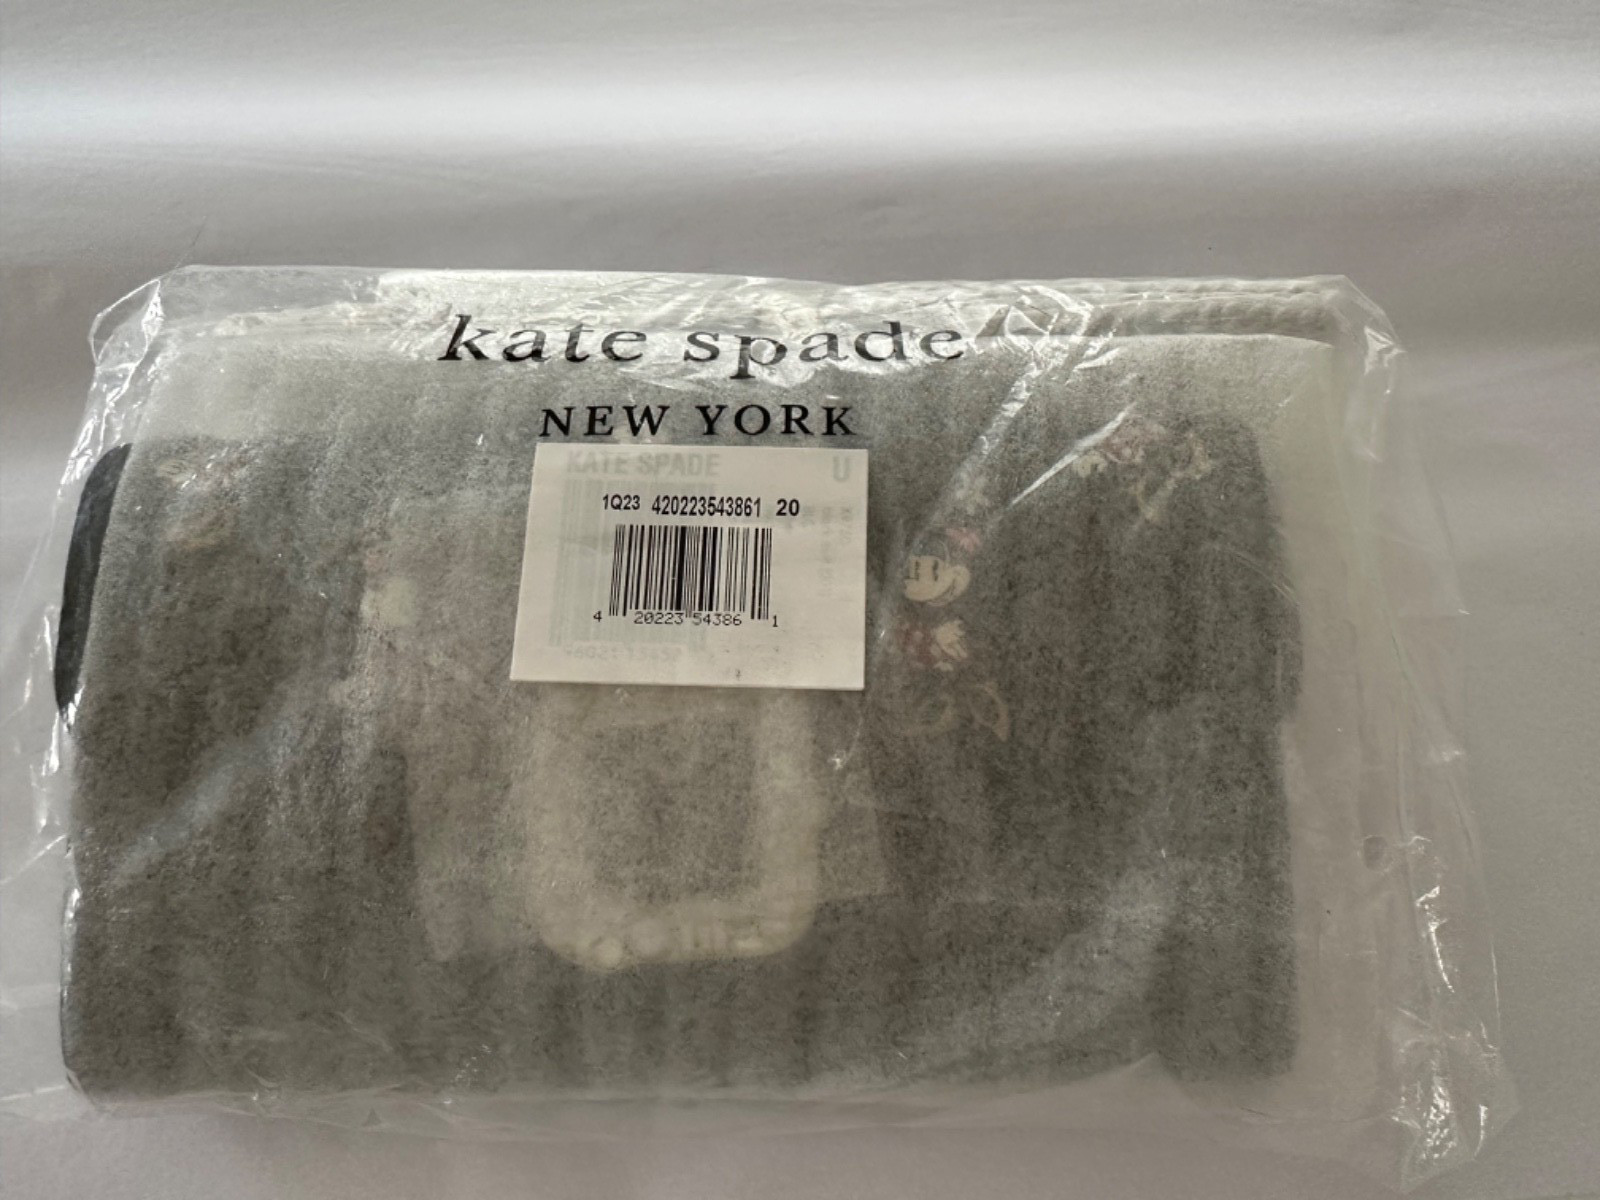 kate spade
NEW YORK
KATE SPADE U
1Q23 420223543861 20
4 20223 54386 1